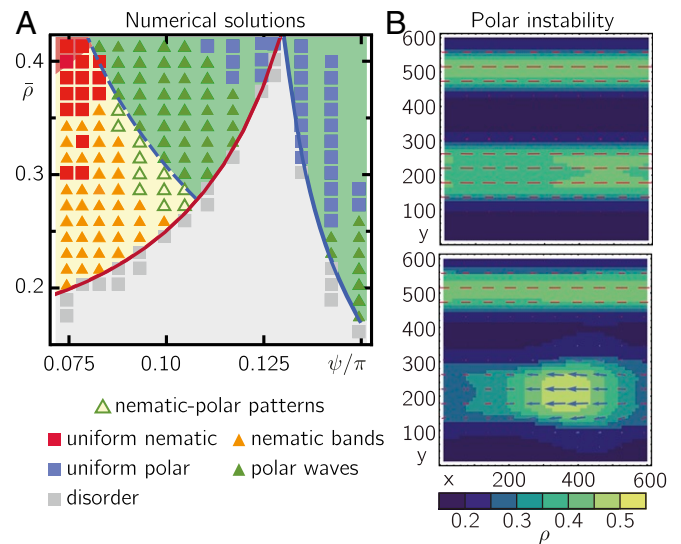 A
Numerical solutions
ρ̄
0.4
0.3
0.2
0.075
0.100
0.125
ψ/π
nematic-polar patterns
uniform nematic
nematic bands
uniform polar
polar waves
disorder
B
Polar instability
600
500
400
300
200
100
y
600
500
400
300
200
100
y
x
200
400
600
0.2
0.3
0.4
0.5
ρ